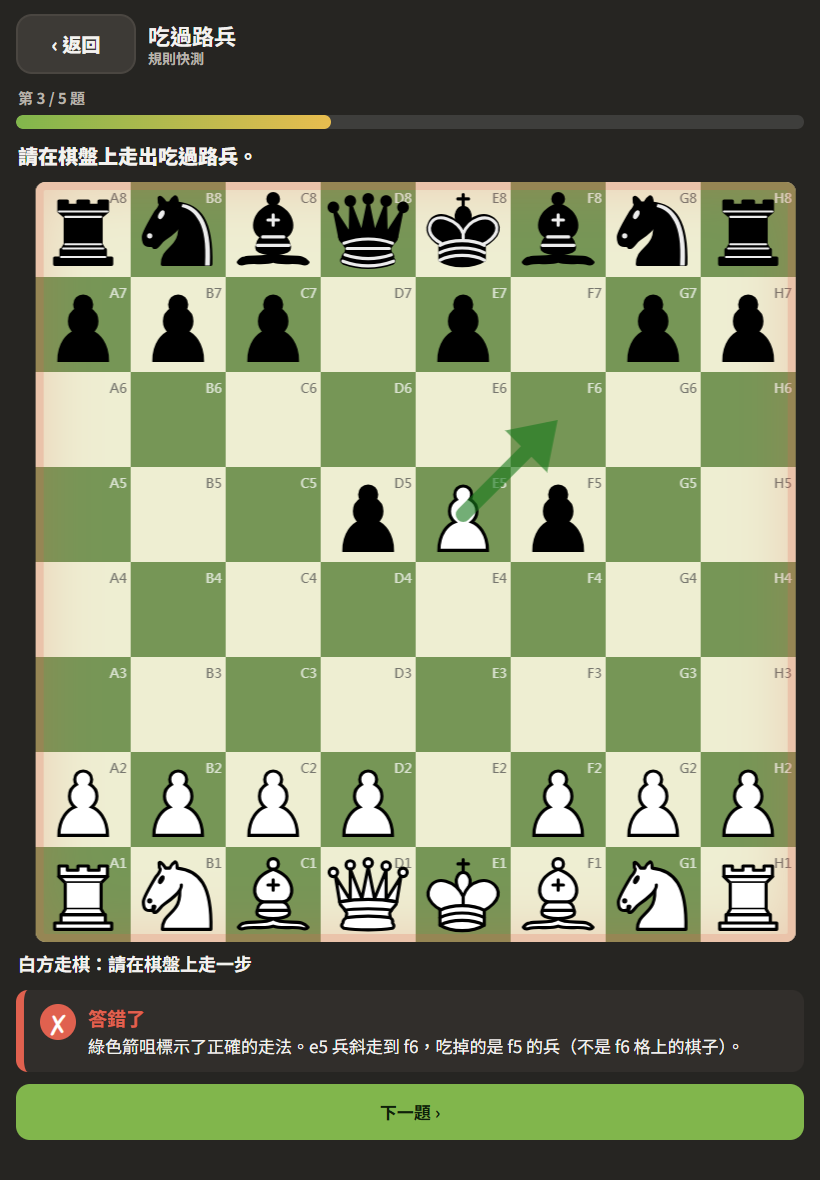 ‹ 返回
吃過路兵
規則快測
第 3 / 5 題
請在棋盤上走出吃過路兵。
A8 B8 C8 D8 E8 F8 G8 H8
A7 B7 C7 D7 E7 F7 G7 H7
A6 B6 C6 D6 E6 F6 G6 H6
A5 B5 C5 D5 E5 F5 G5 H5
A4 B4 C4 D4 E4 F4 G4 H4
A3 B3 C3 D3 E3 F3 G3 H3
A2 B2 C2 D2 E2 F2 G2 H2
A1 B1 C1 D1 E1 F1 G1 H1
白方走棋：請在棋盤上走一步
✗ 答錯了
綠色箭咀標示了正確的走法。e5 兵斜走到 f6，吃掉的是 f5 的兵（不是 f6 格上的棋子）。
下一題 ›